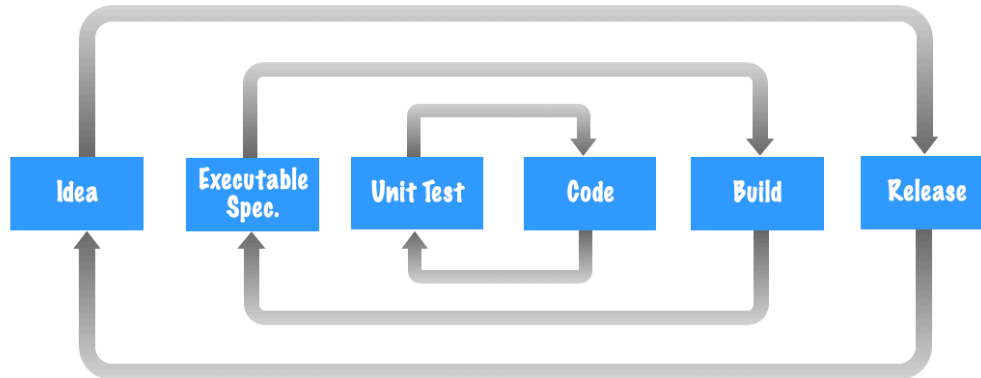 Idea
Executable
Spec.
Unit Test
Code
Build
Release